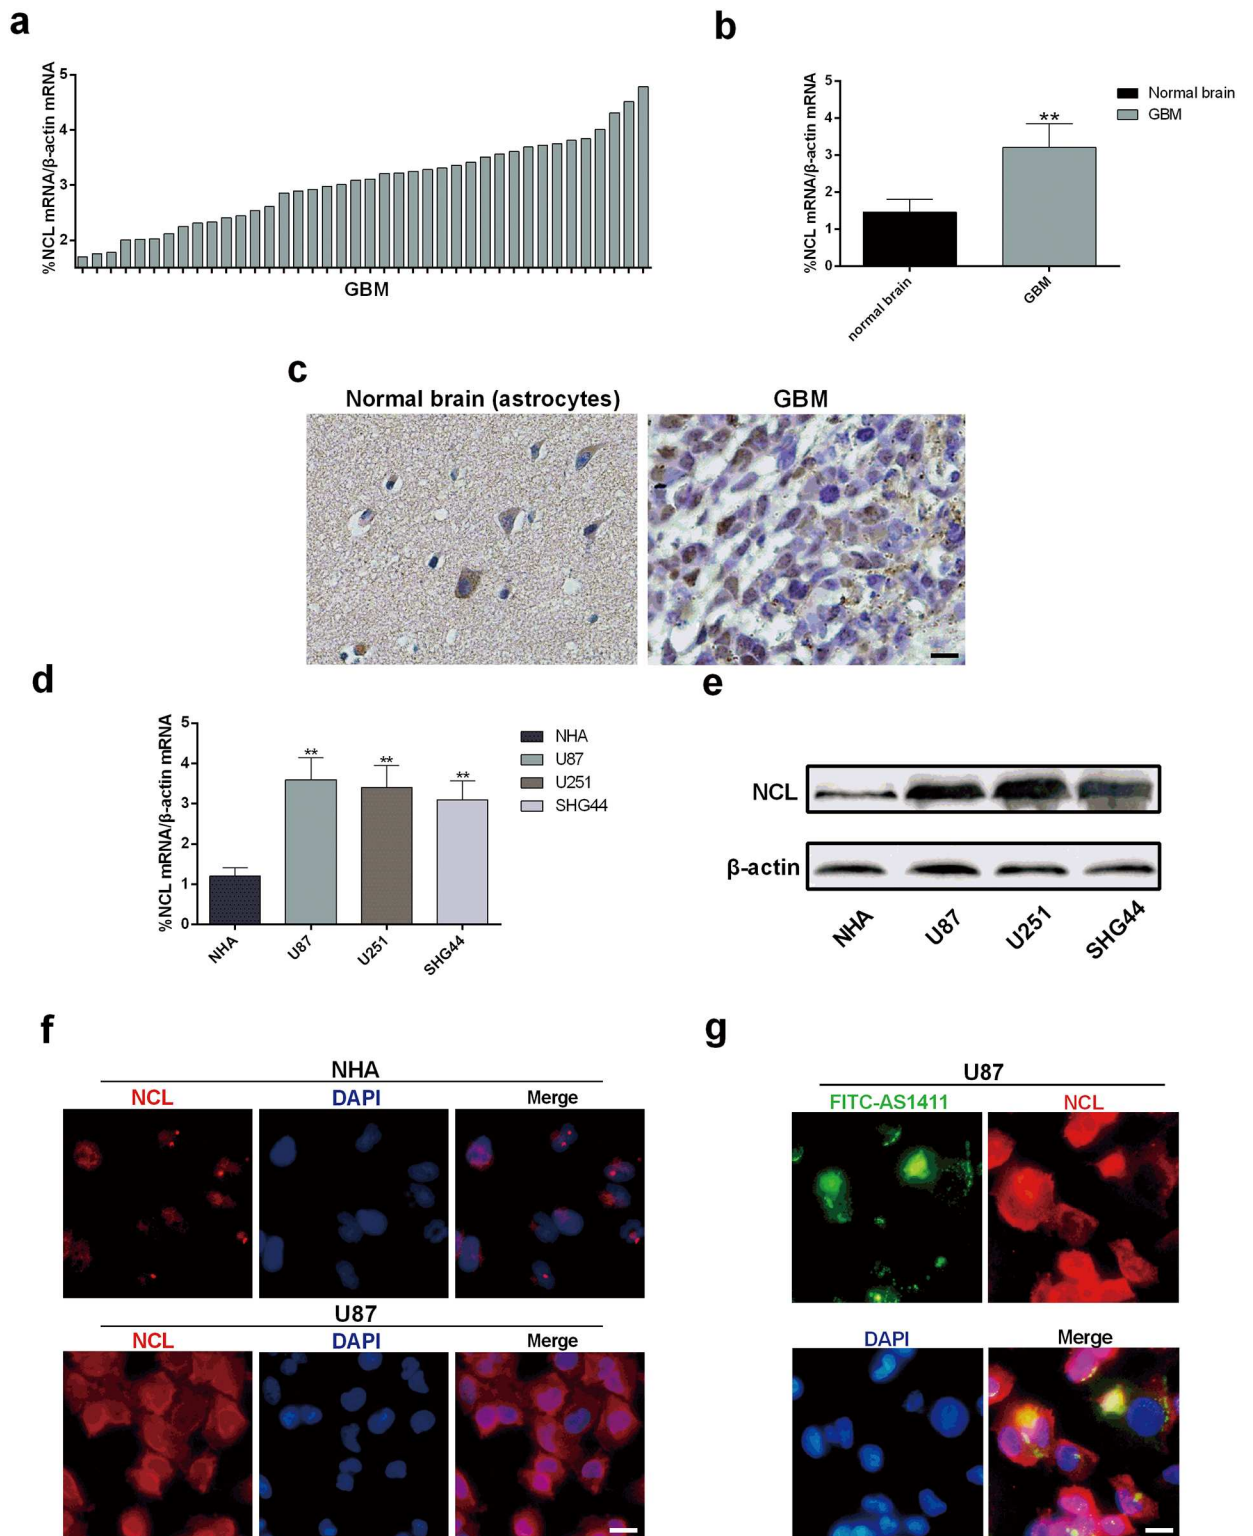 a
%NCL mRNA/β-actin mRNA
5
4
3
2
GBM
b
%NCL mRNA/β-actin mRNA
5
4
3
2
1
0
**
normal brain
GBM
Normal brain
GBM
c
Normal brain (astrocytes)
GBM
d
%NCL mRNA/β-actin mRNA
5
4
3
2
1
0
**
**
**
NHA
U87
U251
SHG44
NHA
U87
U251
SHG44
e
NCL
β-actin
NHA
U87
U251
SHG44
f
NHA
NCL
DAPI
Merge
U87
NCL
DAPI
Merge
g
U87
FITC-AS1411
NCL
DAPI
Merge